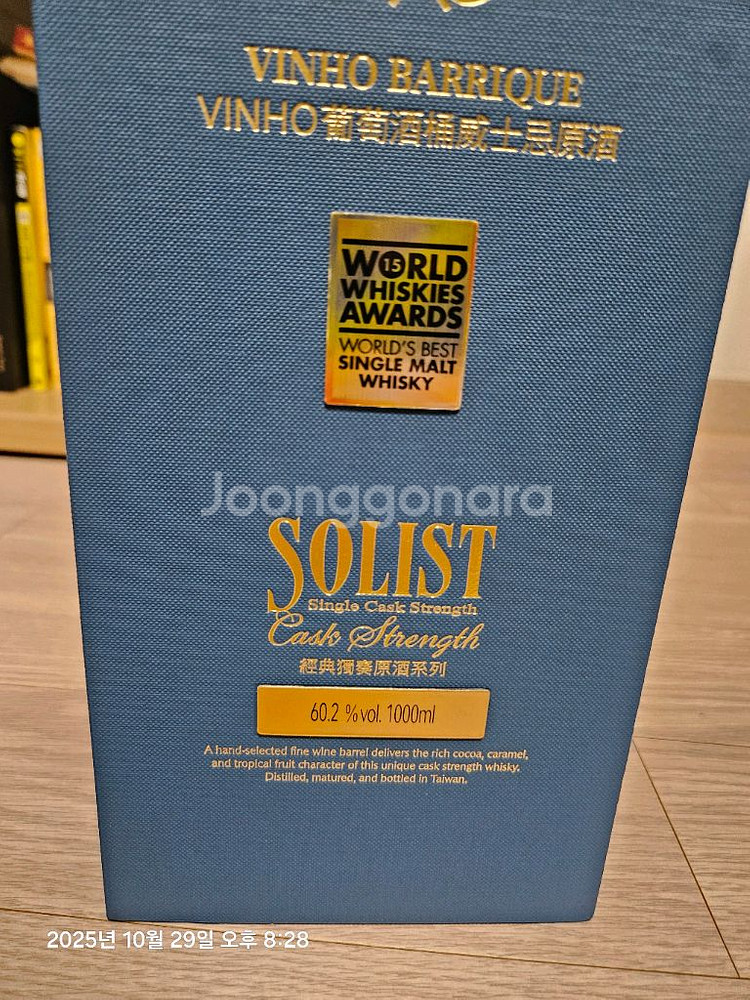 VINHO BARRIQUE
VINHO葡萄酒桶威士忌原酒
W15RLD
WHISKIES
AWARDS
WORLD'S BEST
SINGLE MALT
WHISKY
Joonggonara
SOLIST
Single Cask Strength
Cask Strength
經典獨奏原酒系列
60.2 %vol. 1000ml
A hand-selected fine wine barrel delivers the rich cocoa, caramel,
and tropical fruit character of this unique cask strength whisky.
Distilled, matured, and bottled in Taiwan.
2025년 10월 29일 오후 8:28